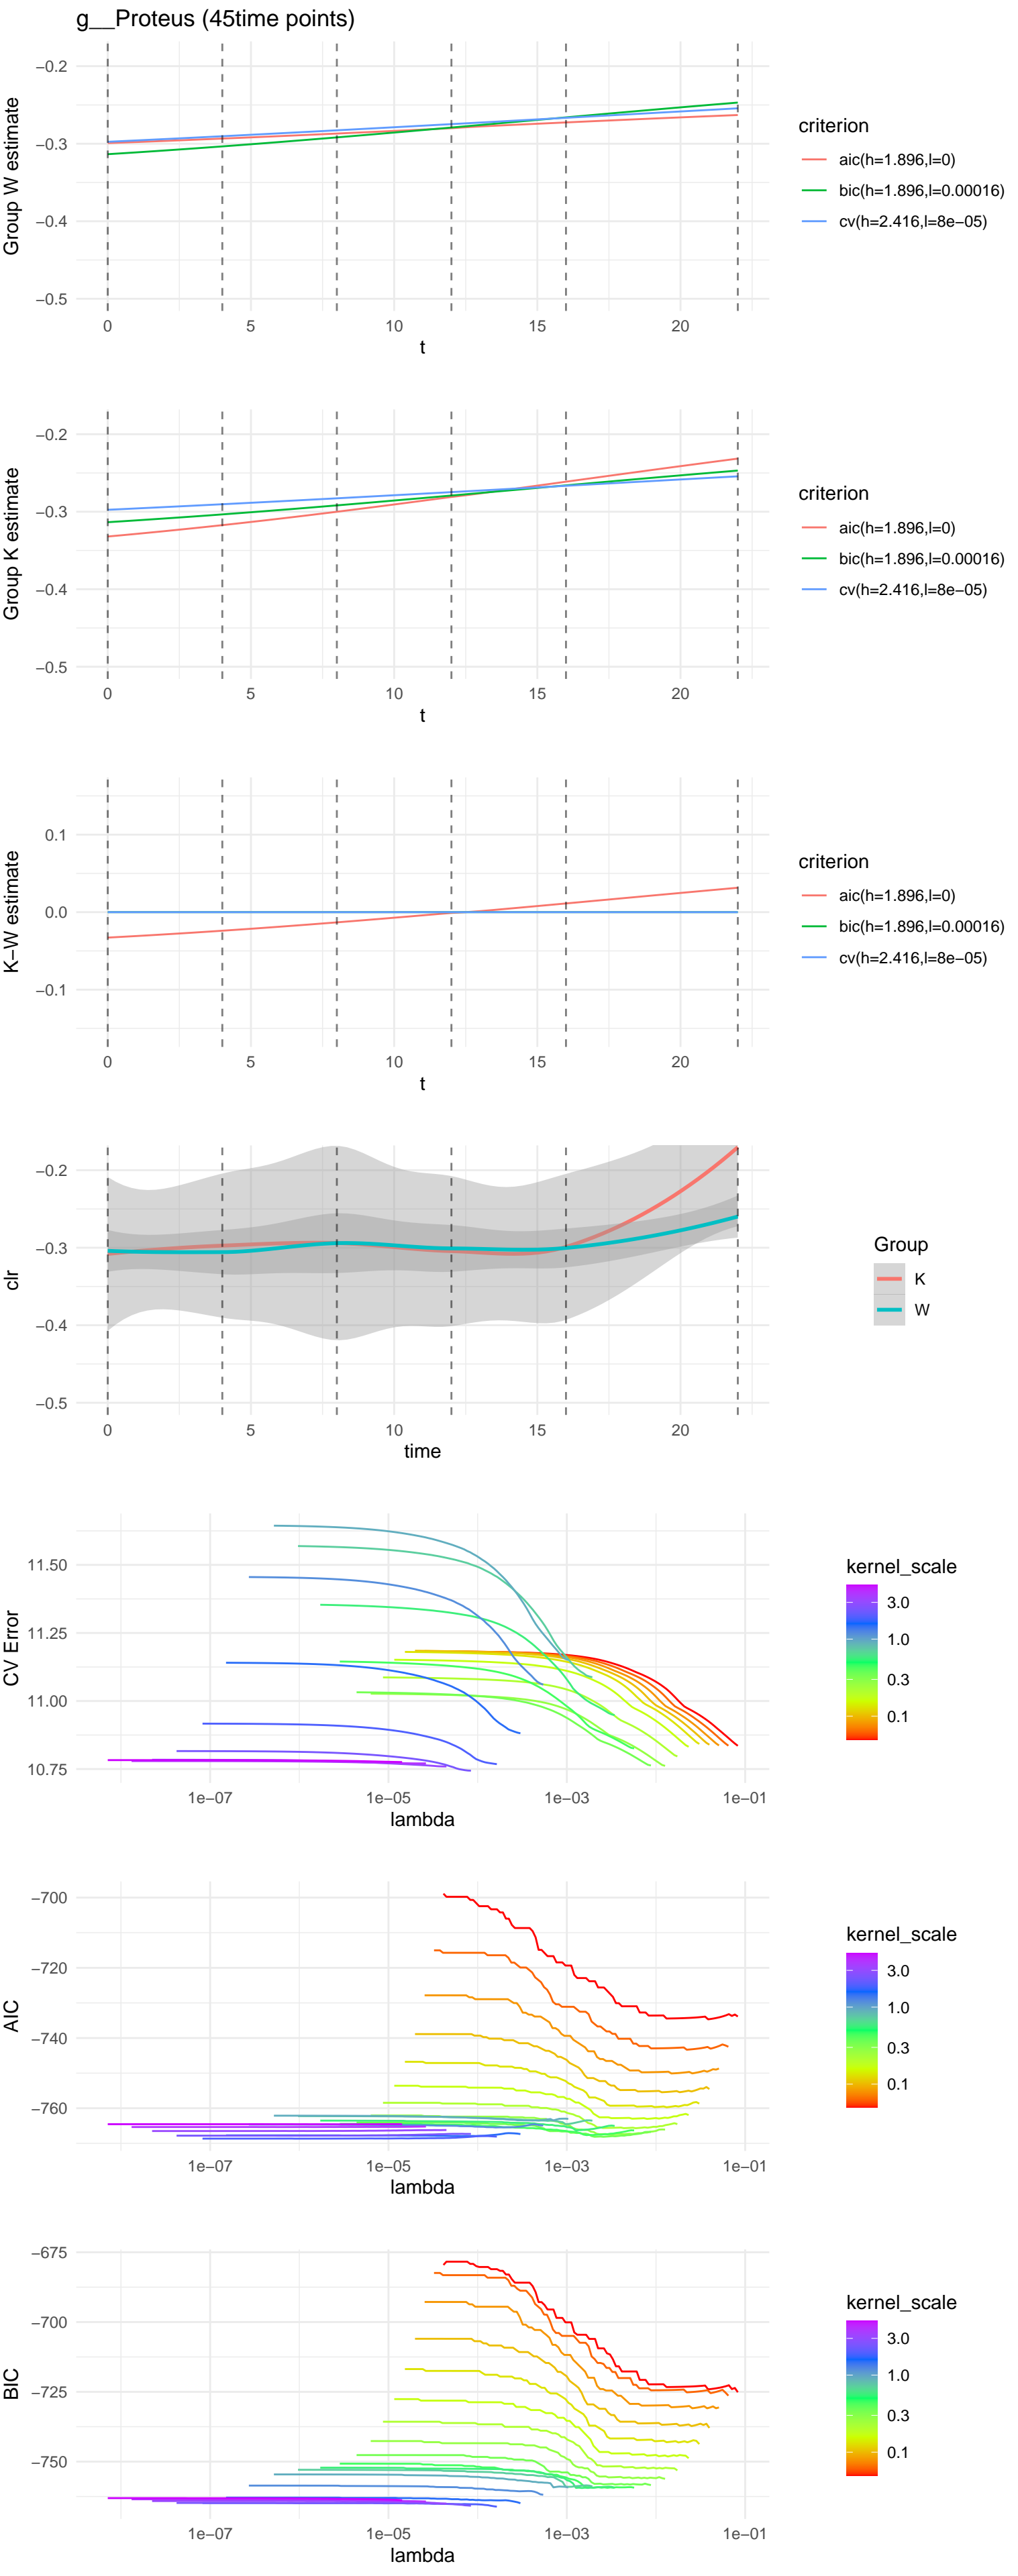 g__Proteus (45time points)
Group W estimate
−0.2
−0.3
−0.4
−0.5
0 5 10 15 20
t
criterion
aic(h=1.896,l=0)
bic(h=1.896,l=0.00016)
cv(h=2.416,l=8e−05)
Group K estimate
−0.2
−0.3
−0.4
−0.5
0 5 10 15 20
t
criterion
aic(h=1.896,l=0)
bic(h=1.896,l=0.00016)
cv(h=2.416,l=8e−05)
K−W estimate
0.1
0.0
−0.1
0 5 10 15 20
t
criterion
aic(h=1.896,l=0)
bic(h=1.896,l=0.00016)
cv(h=2.416,l=8e−05)
clr
−0.2
−0.3
−0.4
−0.5
0 5 10 15 20
time
Group
K
W
CV Error
11.50
11.25
11.00
10.75
1e−07 1e−05 1e−03 1e−01
lambda
kernel_scale
3.0
1.0
0.3
0.1
AIC
−700
−720
−740
−760
1e−07 1e−05 1e−03 1e−01
lambda
kernel_scale
3.0
1.0
0.3
0.1
BIC
−675
−700
−725
−750
1e−07 1e−05 1e−03 1e−01
lambda
kernel_scale
3.0
1.0
0.3
0.1